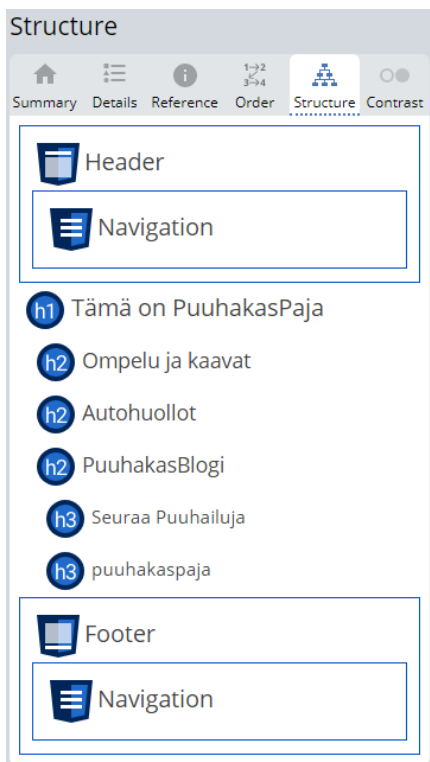 Structure
1→2
3→4
Summary Details Reference Order Structure Contrast
Header
Navigation
h1 Tämä on PuuhakasPaja
h2 Ompelu ja kaavat
h2 Autohuollot
h2 PuuhakasBlogi
h3 Seuraa Puuhailuja
h3 puuhakaspaja
Footer
Navigation